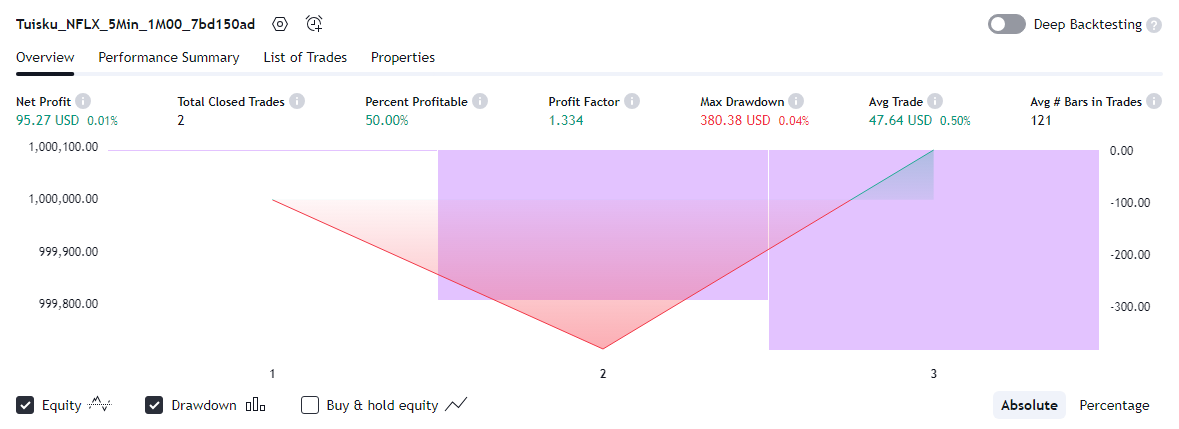 Tuisku_NFLX_5Min_1M00_7bd150ad
Deep Backtesting ?
Overview Performance Summary List of Trades Properties
Net Profit i Total Closed Trades i Percent Profitable i Profit Factor i Max Drawdown i Avg Trade i Avg # Bars in Trades i
95.27 USD 0.01% 2 50.00% 1.334 380.38 USD 0.04% 47.64 USD 0.50% 121
1,000,100.00 0.00
1,000,000.00 -100.00
999,900.00 -200.00
999,800.00 -300.00
1 2 3
Equity Drawdown Buy & hold equity Absolute Percentage